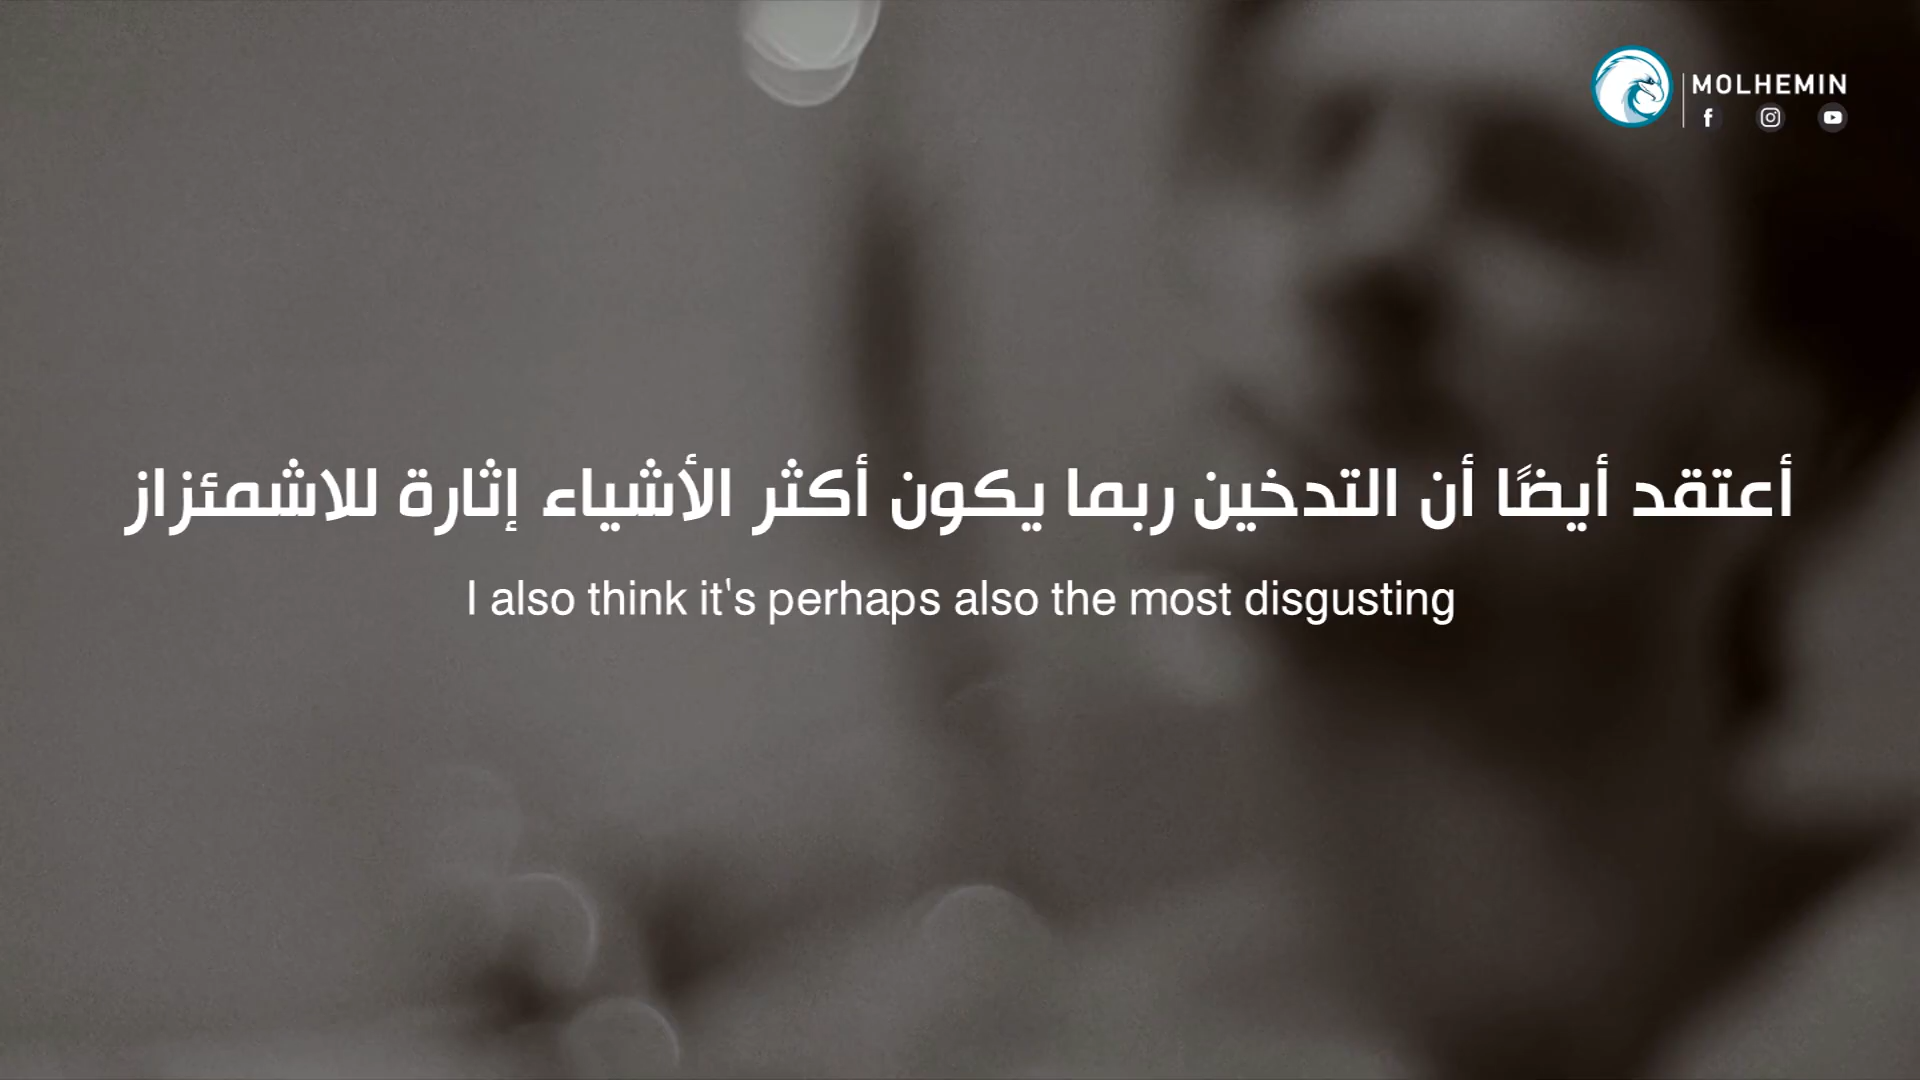 MOLHEMIN
أعتقد أيضًا أن التدخين ربما يكون أكثر الأشياء إثارة للاشمئزاز
I also think it's perhaps also the most disgusting